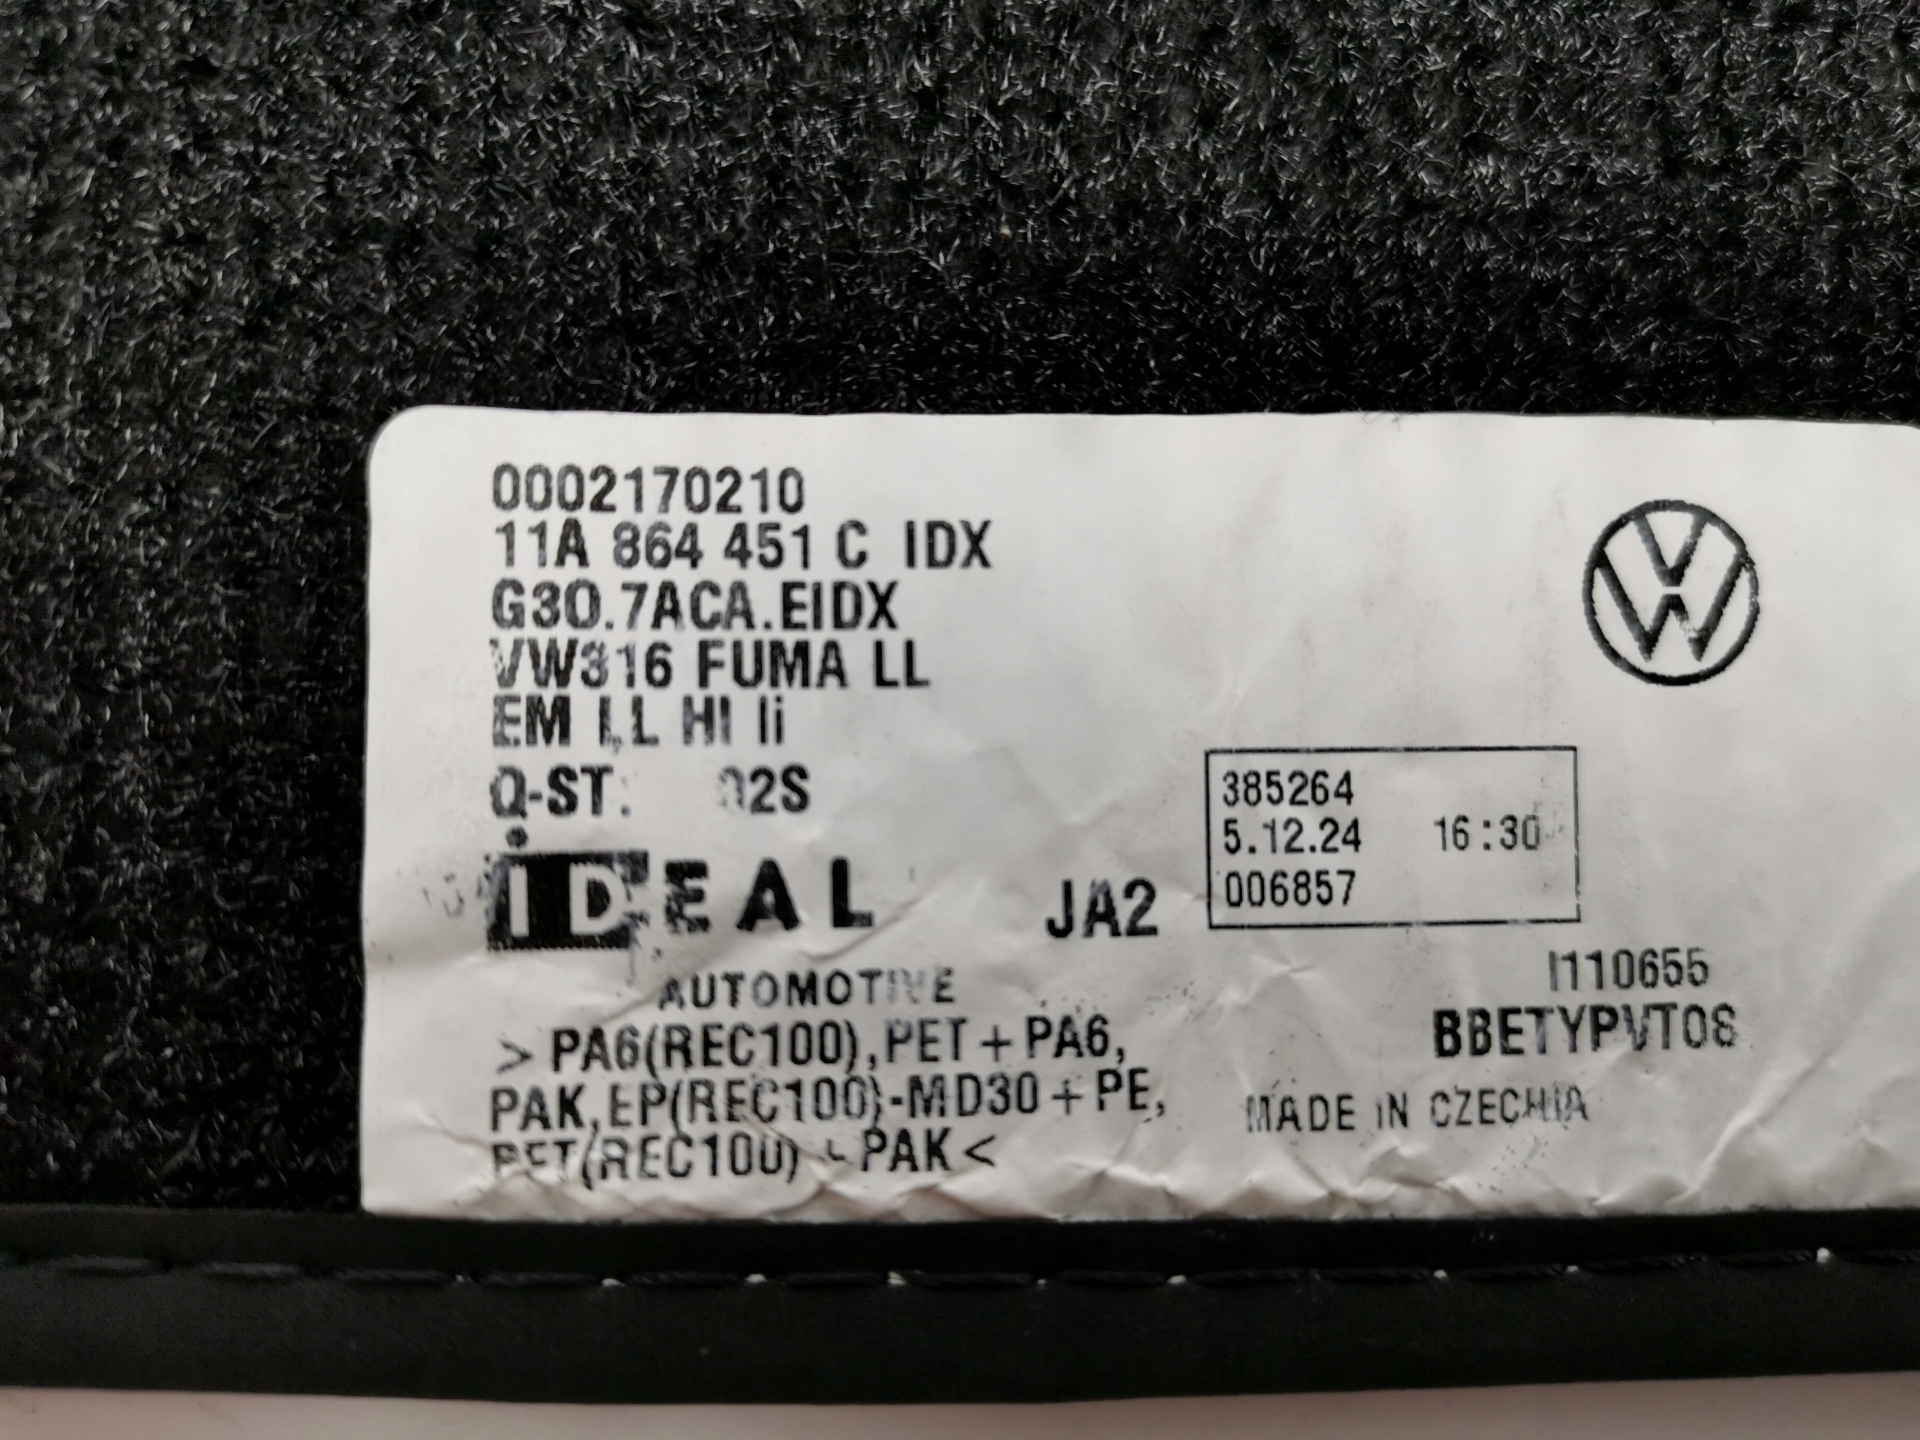 0002170210
11A 864 451 C IDX
G30.7ACA.EIDX
VW316 FUMA LL
EM LL HI li
Q-ST: 02S
IDEAL
AUTOMOTIVE
JA2
385264
5.12.24 16:30
006857
I110655
BBETYPVT08
MADE IN CZECHIA
> PA6(REC100),PET+PA6,
PAK,EP(REC100)-MD30+PE,
PET(REC100)+PAK<